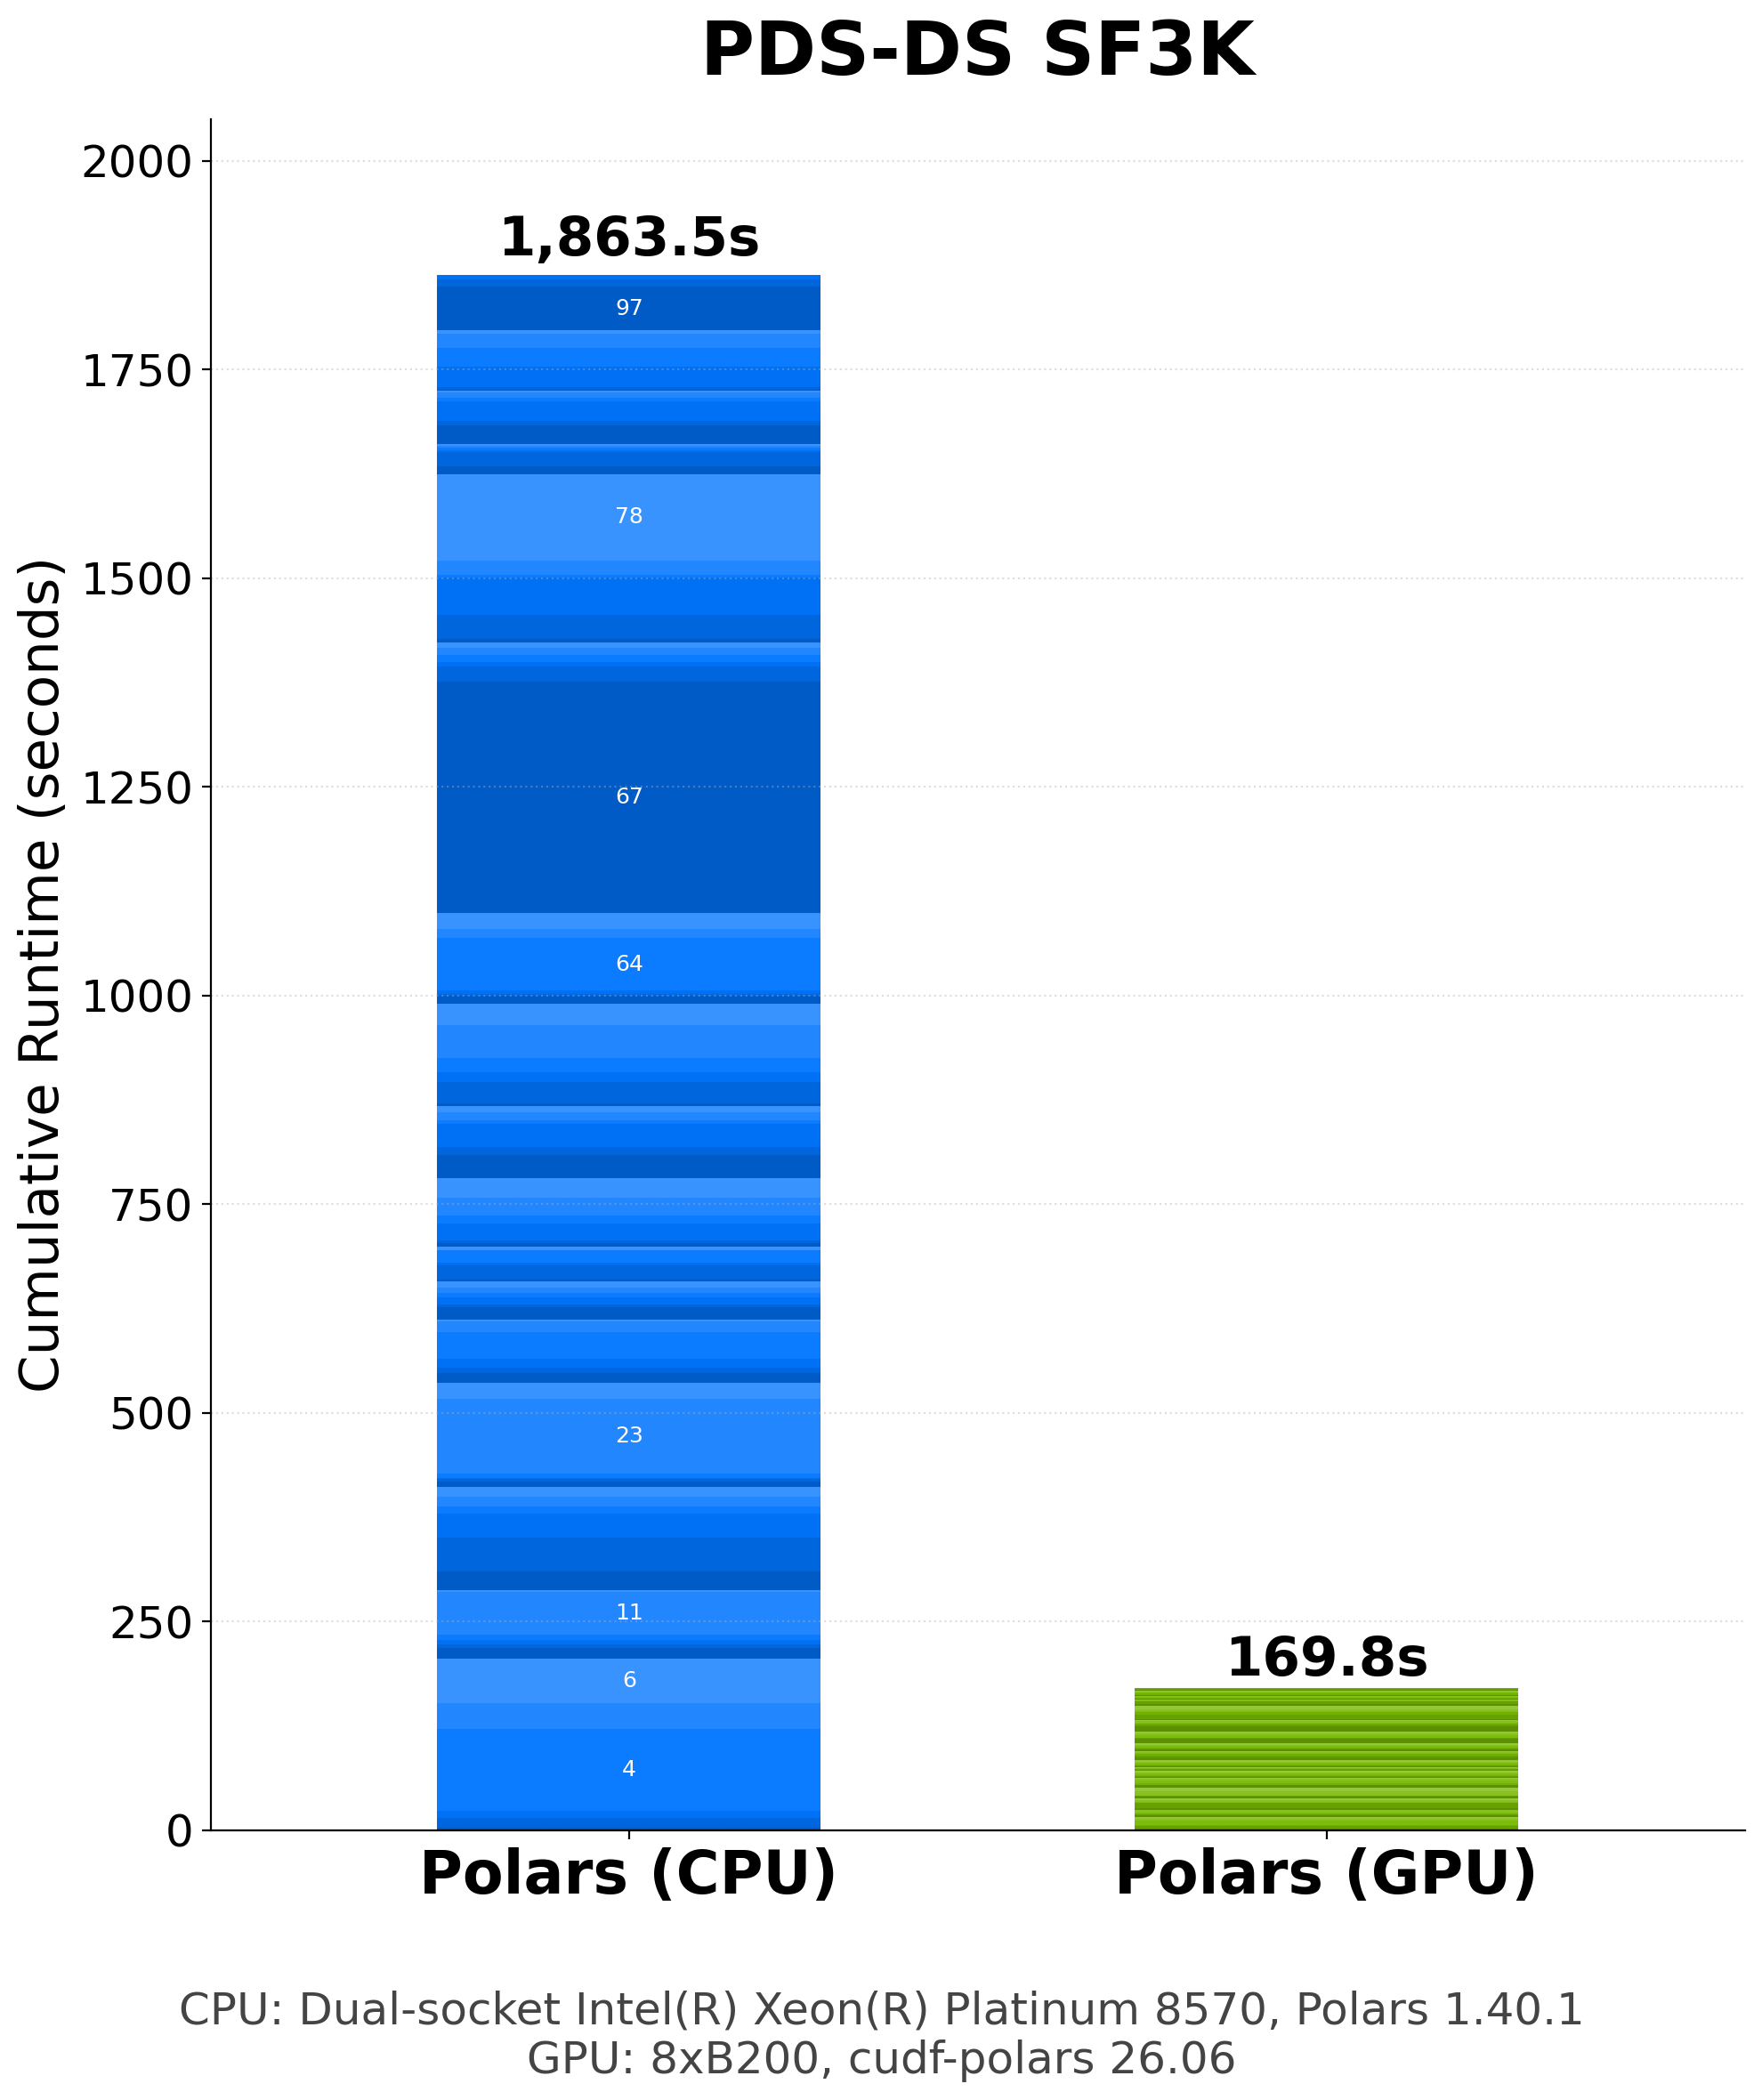 PDS-DS SF3K
Cumulative Runtime (seconds)
2000
1750
1500
1250
1000
750
500
250
0
1,863.5s
97
78
67
64
23
11
6
4
169.8s
Polars (CPU)
Polars (GPU)
CPU: Dual-socket Intel(R) Xeon(R) Platinum 8570, Polars 1.40.1
GPU: 8xB200, cudf-polars 26.06